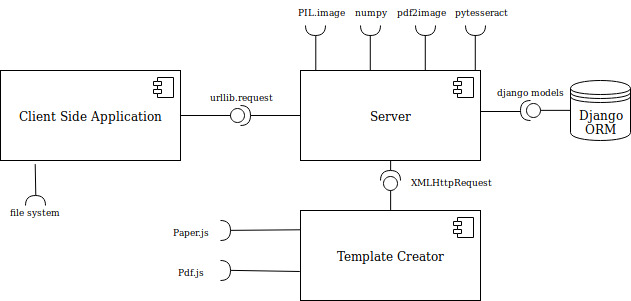 PIL.image numpy pdf2image pytesseract
urllib.request
django models
Client Side Application
Server
Django
ORM
XMLHttpRequest
file system
Paper.js
Template Creator
Pdf.js